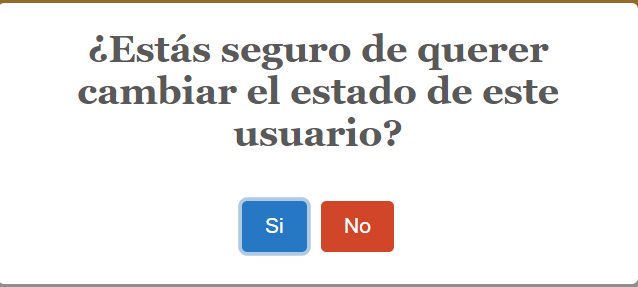 ¿Estás seguro de querer
cambiar el estado de este
usuario?
Si
No